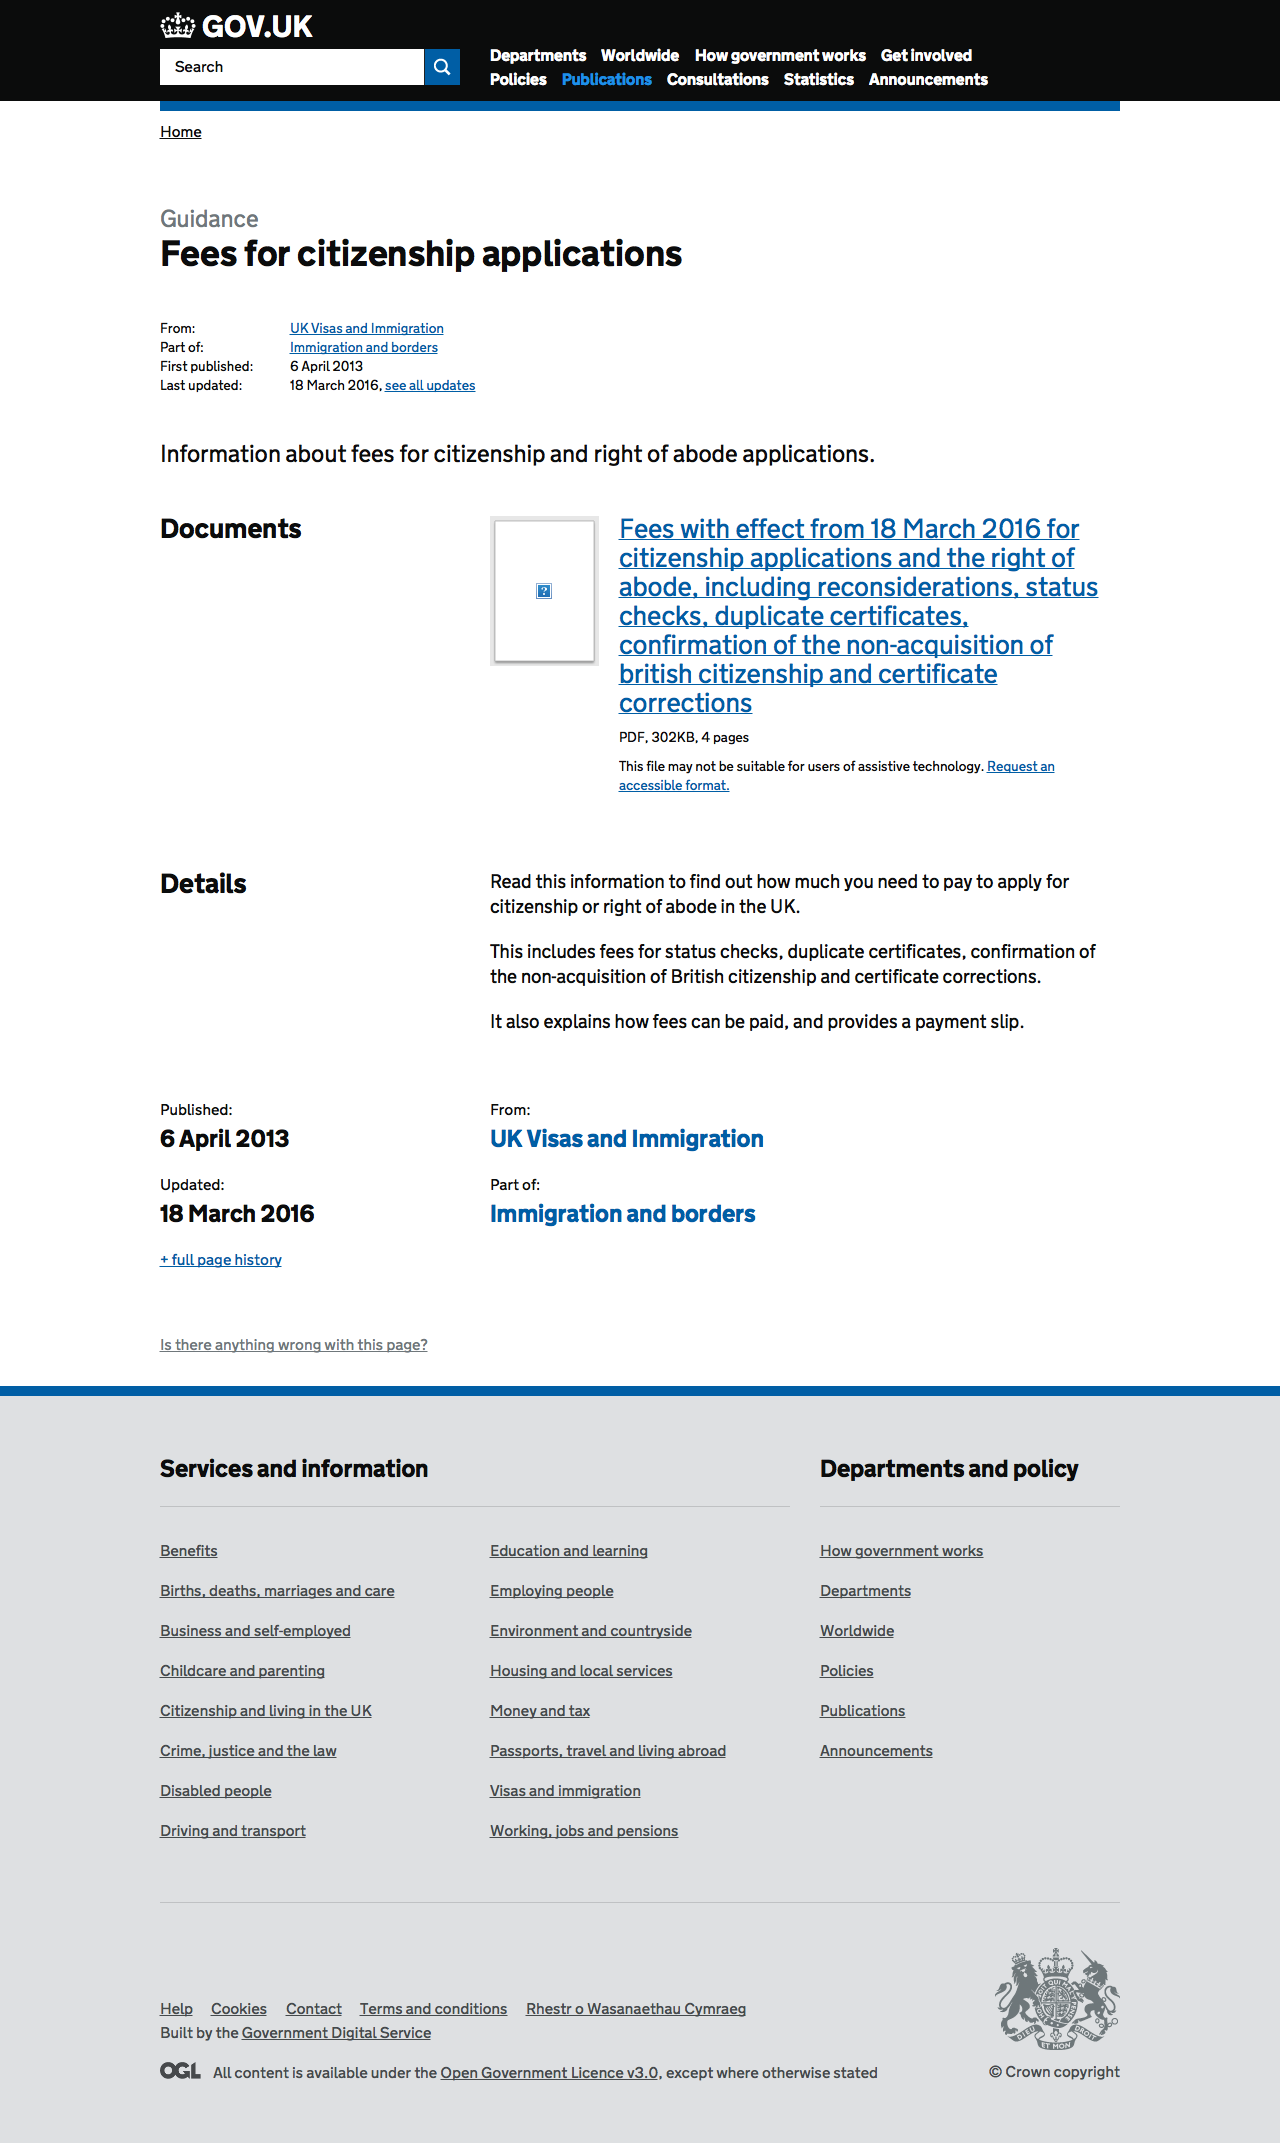 GOV.UK
Search
Departments Worldwide How government works Get involved
Policies Publications Consultations Statistics Announcements
Home
Guidance
Fees for citizenship applications
From: UK Visas and Immigration
Part of: Immigration and borders
First published: 6 April 2013
Last updated: 18 March 2016, see all updates
Information about fees for citizenship and right of abode applications.
Documents
Fees with effect from 18 March 2016 for
citizenship applications and the right of
abode, including reconsiderations, status
checks, duplicate certificates,
confirmation of the non-acquisition of
british citizenship and certificate
corrections
PDF, 302KB, 4 pages
This file may not be suitable for users of assistive technology. Request an
accessible format.
Details
Read this information to find out how much you need to pay to apply for
citizenship or right of abode in the UK.
This includes fees for status checks, duplicate certificates, confirmation of
the non-acquisition of British citizenship and certificate corrections.
It also explains how fees can be paid, and provides a payment slip.
Published:
6 April 2013
From:
UK Visas and Immigration
Updated:
18 March 2016
Part of:
Immigration and borders
+ full page history
Is there anything wrong with this page?
Services and information
Benefits
Births, deaths, marriages and care
Business and self-employed
Childcare and parenting
Citizenship and living in the UK
Crime, justice and the law
Disabled people
Driving and transport
Education and learning
Employing people
Environment and countryside
Housing and local services
Money and tax
Passports, travel and living abroad
Visas and immigration
Working, jobs and pensions
Departments and policy
How government works
Departments
Worldwide
Policies
Publications
Announcements
Help Cookies Contact Terms and conditions Rhestr o Wasanaethau Cymraeg
Built by the Government Digital Service
OGL All content is available under the Open Government Licence v3.0, except where otherwise stated
DIEU ET MON DROIT
© Crown copyright